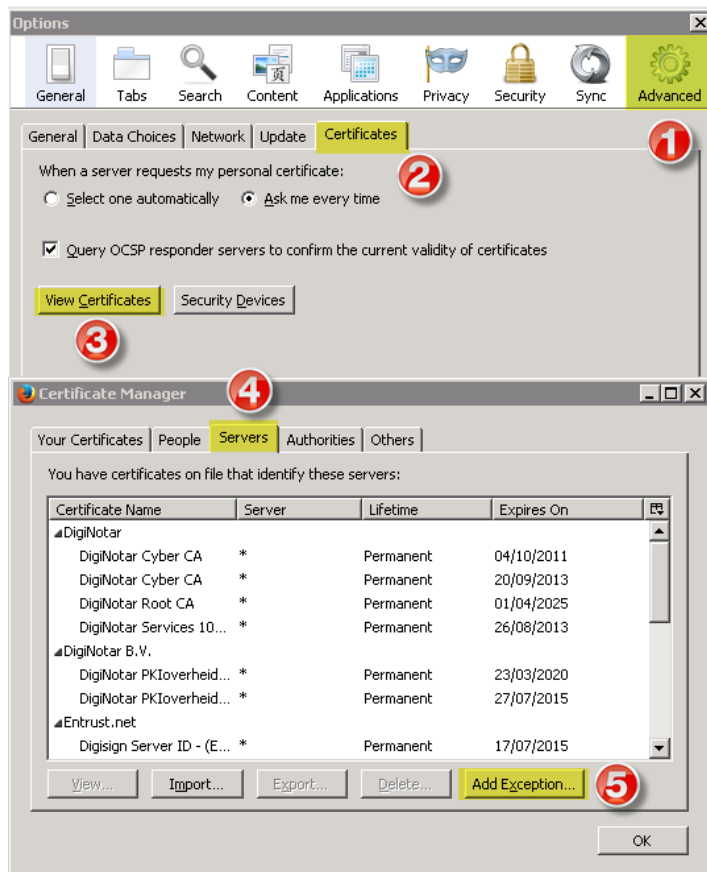 Options
页
General Tabs Search Content Applications Privacy Security Sync Advanced
1
General Data Choices Network Update Certificates
2
When a server requests my personal certificate:
Select one automatically Ask me every time
Query OCSP responder servers to confirm the current validity of certificates
View Certificates Security Devices
3
Certificate Manager
4
Your Certificates People Servers Authorities Others
You have certificates on file that identify these servers:
Certificate Name Server Lifetime Expires On
DigiNotar
DigiNotar Cyber CA * Permanent 04/10/2011
DigiNotar Cyber CA * Permanent 20/09/2013
DigiNotar Root CA * Permanent 01/04/2025
DigiNotar Services 10... * Permanent 26/08/2013
DigiNotar B.V.
DigiNotar PKIoverheid... * Permanent 23/03/2020
DigiNotar PKIoverheid... * Permanent 27/07/2015
Entrust.net
Digisign Server ID - (E... * Permanent 17/07/2015
View... Import... Export... Delete... Add Exception...
5
OK